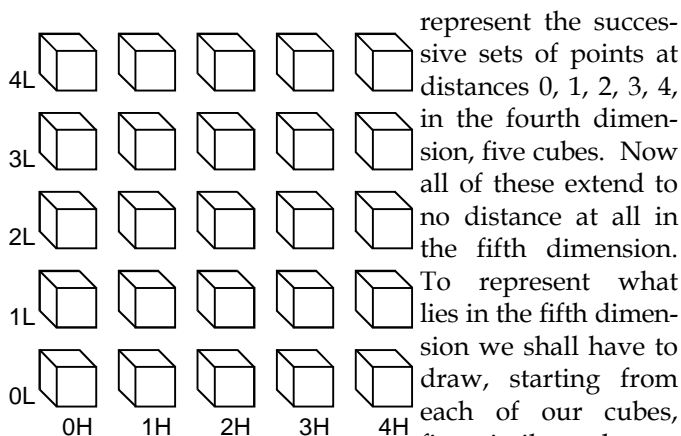 4L
3L
2L
1L
0L
0H 1H 2H 3H 4H
represent the succes-
sive sets of points at
distances 0, 1, 2, 3, 4,
in the fourth dimen-
sion, five cubes. Now
all of these extend to
no distance at all in
the fifth dimension.
To represent what
lies in the fifth dimen-
sion we shall have to
draw, starting from
each of our cubes,